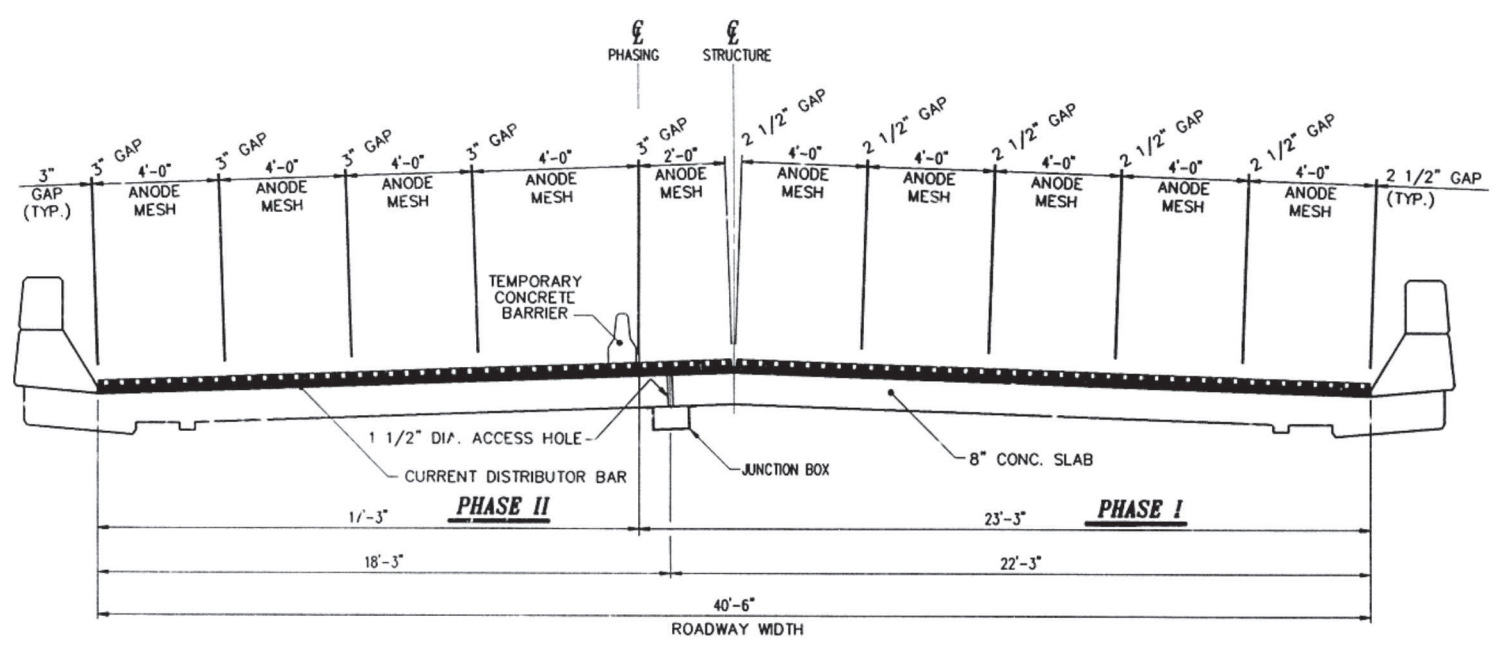 ℄
PHASING
℄
STRUCTURE
3" GAP (TYP.)
3" GAP
4'-0"
ANODE
MESH
3" GAP
4'-0"
ANODE
MESH
3" GAP
4'-0"
ANODE
MESH
3" GAP
4'-0"
ANODE
MESH
3" GAP
2'-0"
ANODE
MESH
2 1/2" GAP
4'-0"
ANODE
MESH
2 1/2" GAP
4'-0"
ANODE
MESH
2 1/2" GAP
4'-0"
ANODE
MESH
2 1/2" GAP
4'-0"
ANODE
MESH
2 1/2" GAP
4'-0"
ANODE
MESH
2 1/2" GAP
(TYP.)
TEMPORARY
CONCRETE
BARRIER
1 1/2" DIA. ACCESS HOLE
CURRENT DISTRIBUTOR BAR
JUNCTION BOX
8" CONC. SLAB
PHASE II
PHASE I
17'-3"
23'-3"
18'-3"
22'-3"
40'-6"
ROADWAY WIDTH